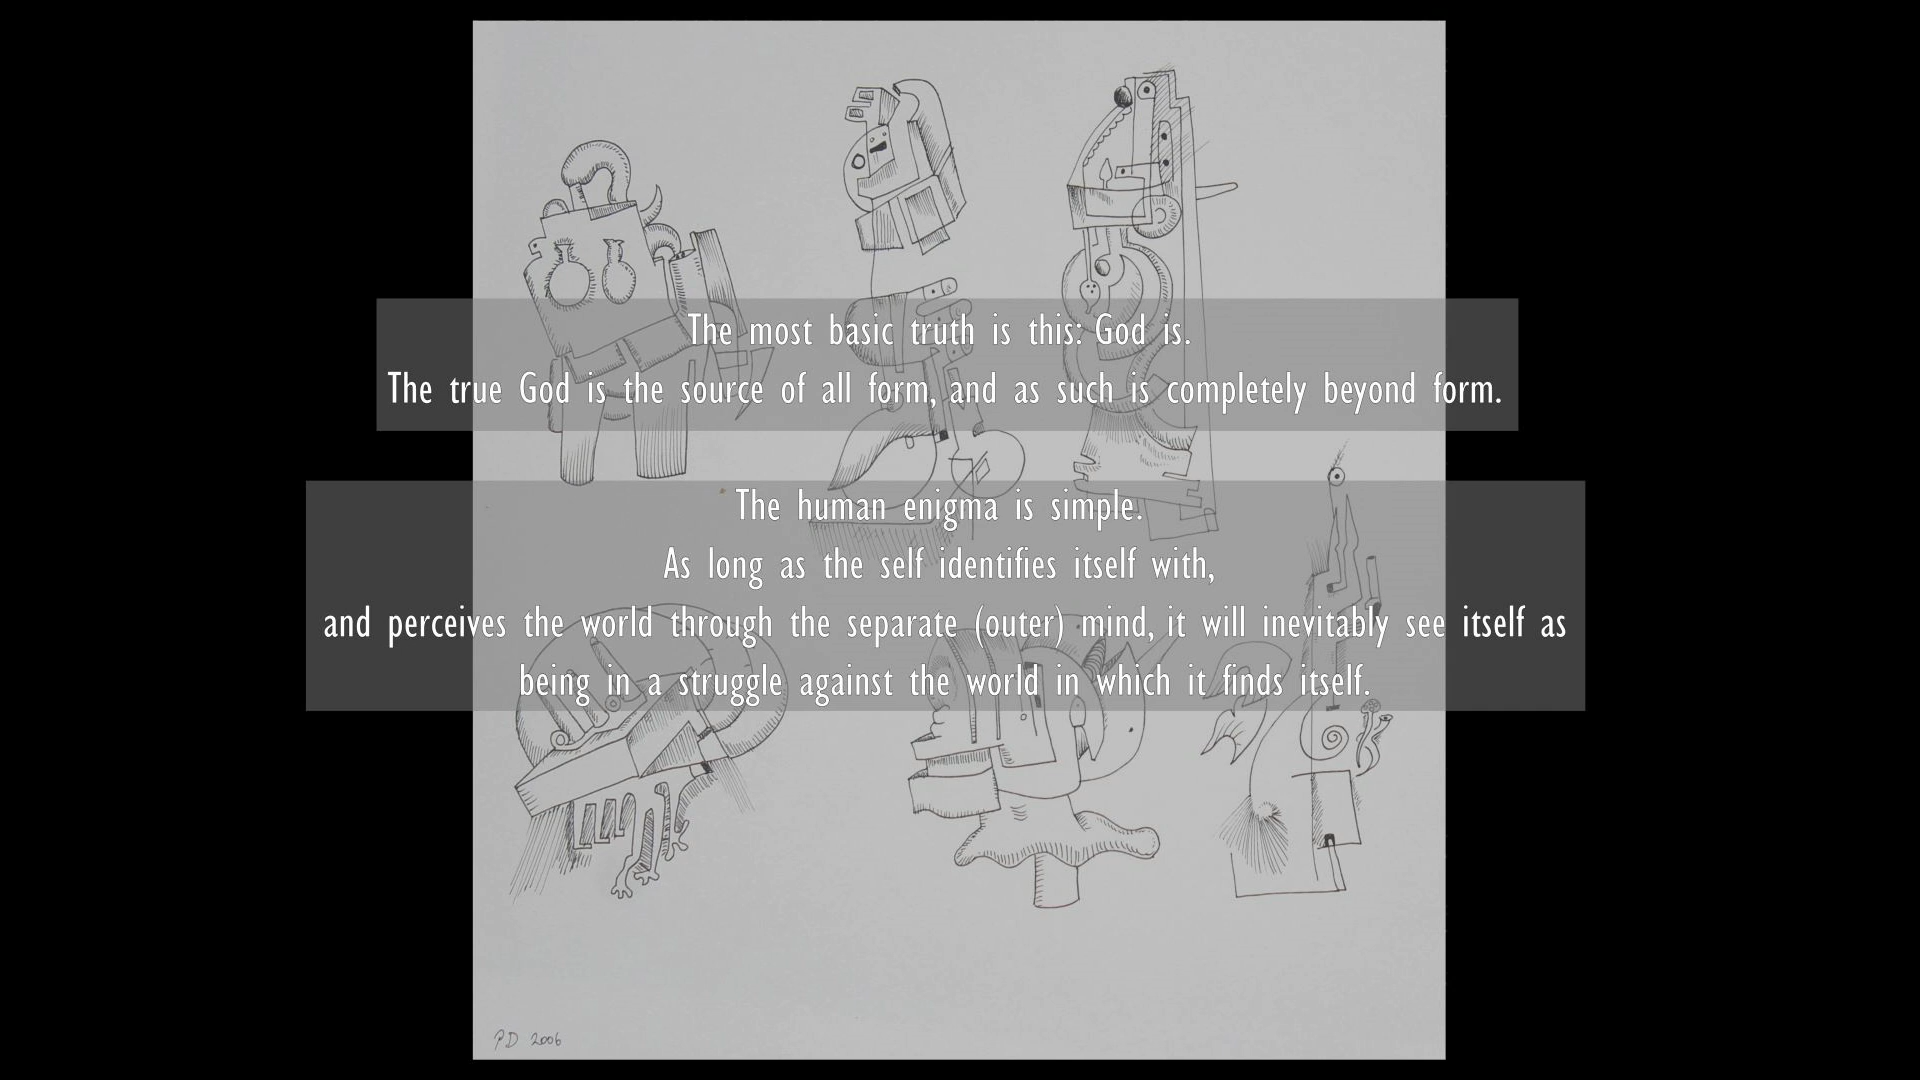 The most basic truth is this: God is.
The true God is the source of all form, and as such is completely beyond form.
The human enigma is simple.
As long as the self identifies itself with,
and perceives the world through the separate (outer) mind, it will inevitably see itself as
being in a struggle against the world in which it finds itself.
PD 2006